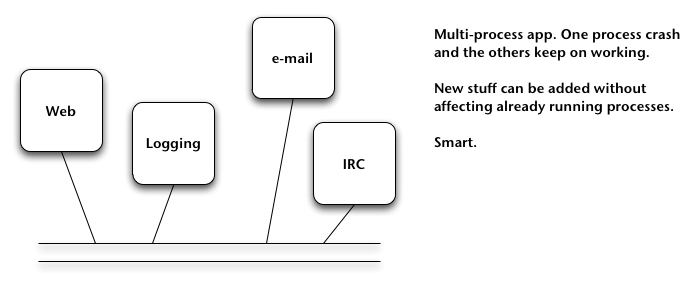 Web
Logging
e-mail
IRC
Multi-process app. One process crash
and the others keep on working.
New stuff can be added without
affecting already running processes.
Smart.